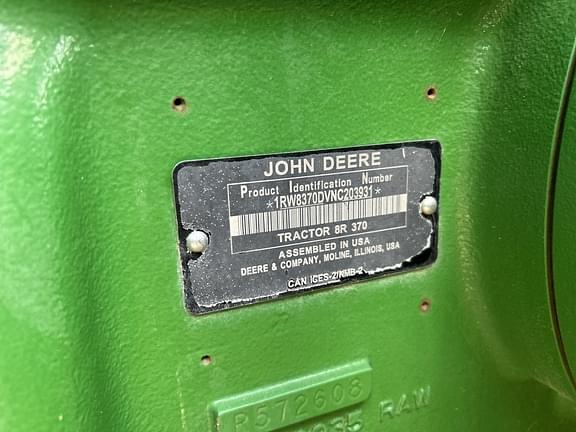 JOHN DEERE
Product Identification Number
*1RW8370DVNC203931*
TRACTOR 8R 370
ASSEMBLED IN USA
DEERE & COMPANY, MOLINE, ILLINOIS, USA
CAN ICES-2/NMB-2
R572608
RAW